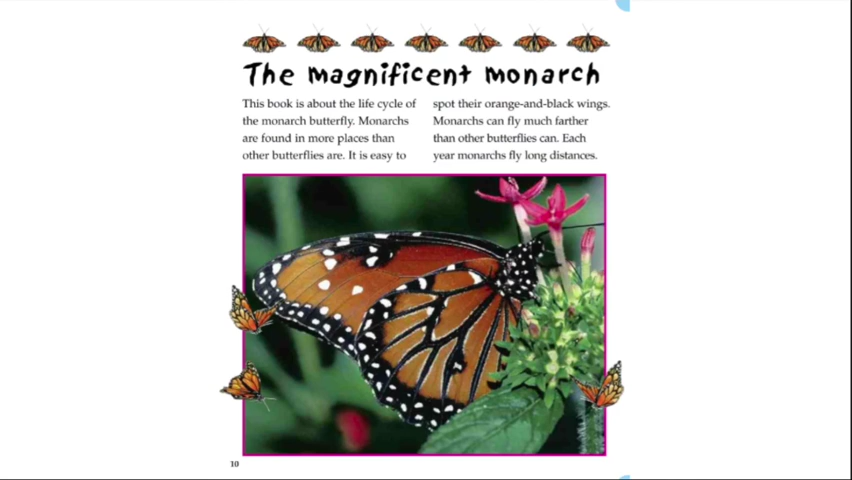 The magnificent monarch
This book is about the life cycle of
the monarch butterfly. Monarchs
are found in more places than
other butterflies are. It is easy to
spot their orange-and-black wings.
Monarchs can fly much farther
than other butterflies can. Each
year monarchs fly long distances.
10